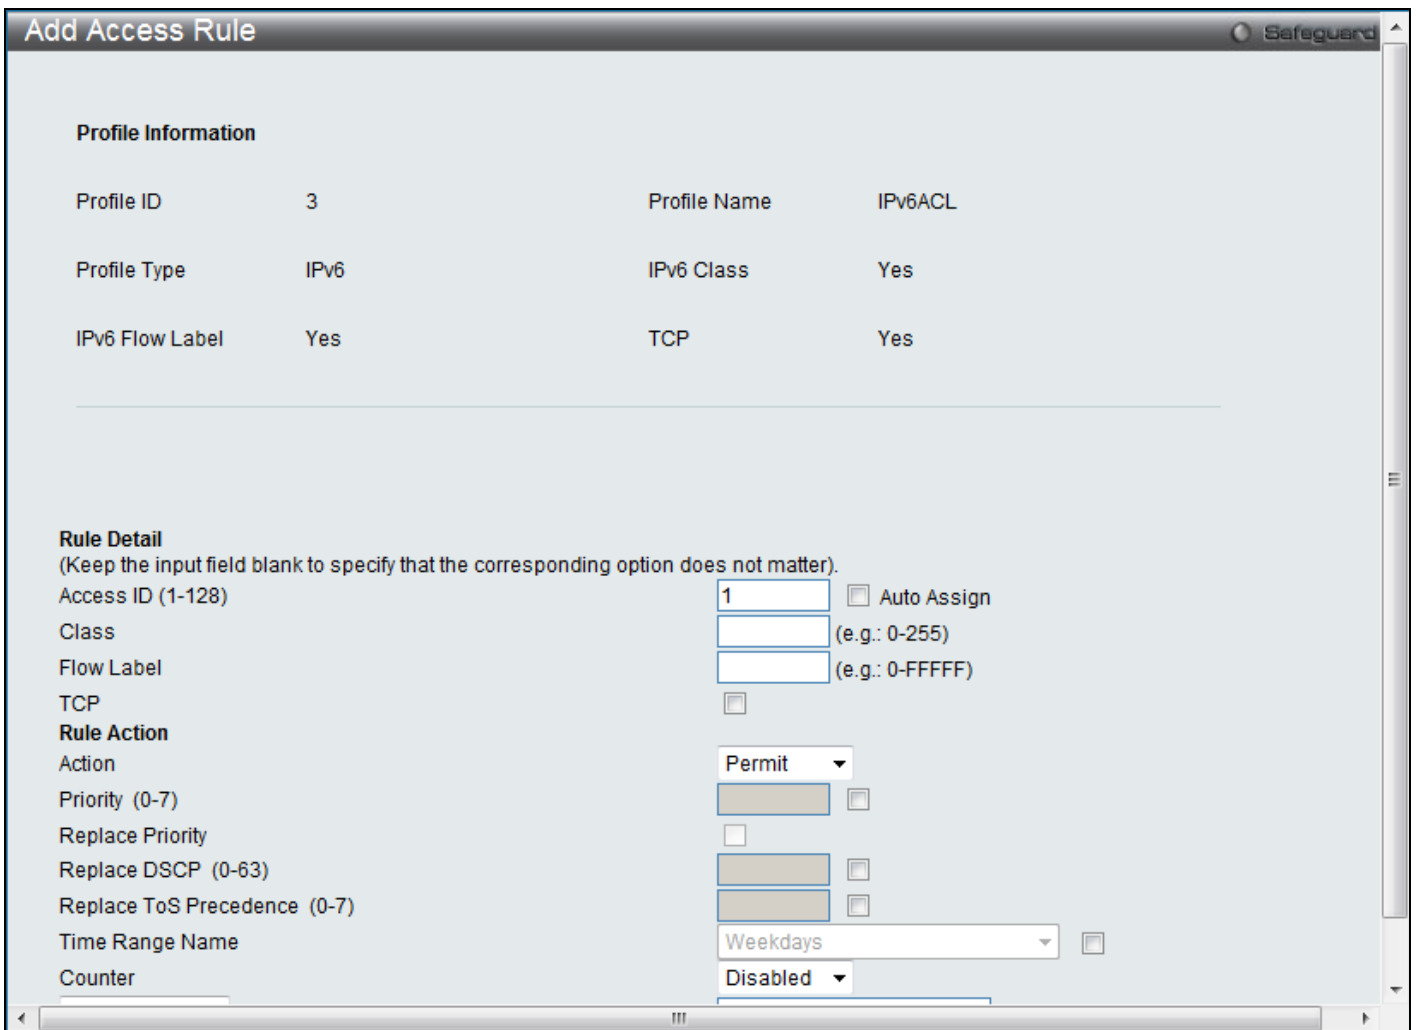 Add Access Rule
Safeguard
Profile Information
Profile ID 3 Profile Name IPv6ACL
Profile Type IPv6 IPv6 Class Yes
IPv6 Flow Label Yes TCP Yes
Rule Detail
(Keep the input field blank to specify that the corresponding option does not matter).
Access ID (1-128) 1 Auto Assign
Class (e.g.: 0-255)
Flow Label (e.g.: 0-FFFFF)
TCP
Rule Action
Action Permit
Priority (0-7)
Replace Priority
Replace DSCP (0-63)
Replace ToS Precedence (0-7)
Time Range Name Weekdays
Counter Disabled